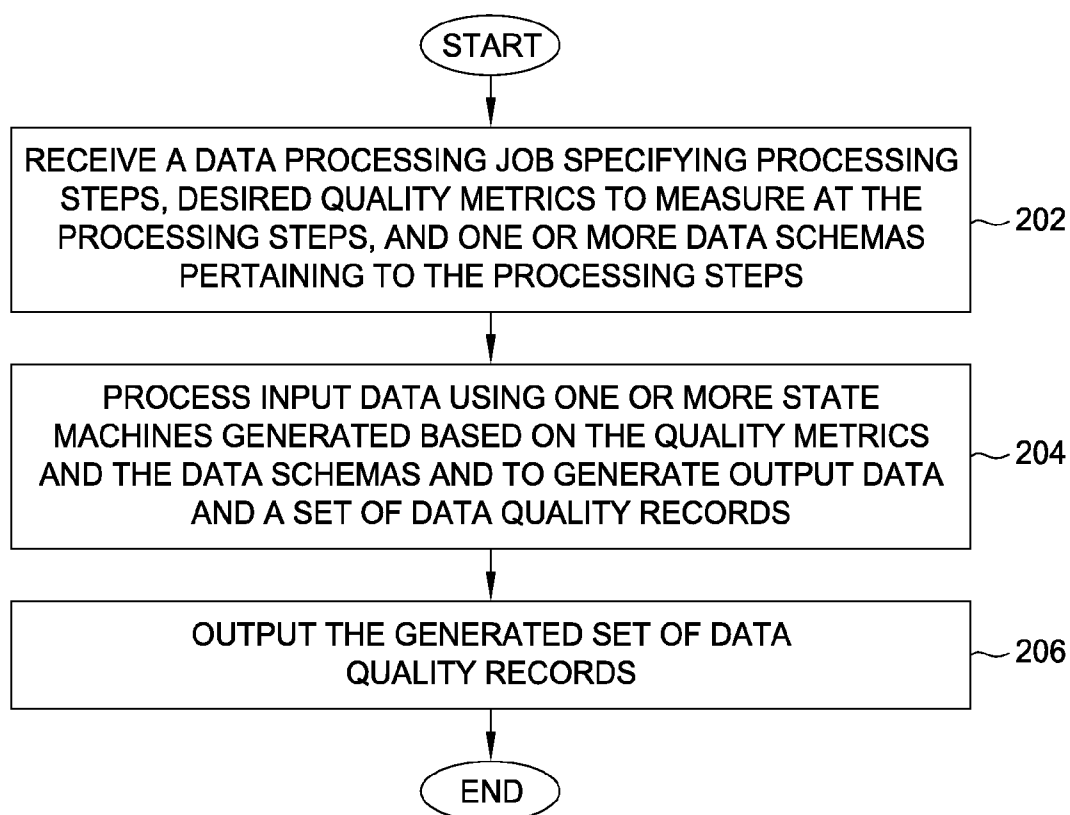 START
RECEIVE A DATA PROCESSING JOB SPECIFYING PROCESSING
STEPS, DESIRED QUALITY METRICS TO MEASURE AT THE
PROCESSING STEPS, AND ONE OR MORE DATA SCHEMAS
PERTAINING TO THE PROCESSING STEPS
202
PROCESS INPUT DATA USING ONE OR MORE STATE
MACHINES GENERATED BASED ON THE QUALITY METRICS
AND THE DATA SCHEMAS AND TO GENERATE OUTPUT DATA
AND A SET OF DATA QUALITY RECORDS
204
OUTPUT THE GENERATED SET OF DATA
QUALITY RECORDS
206
END